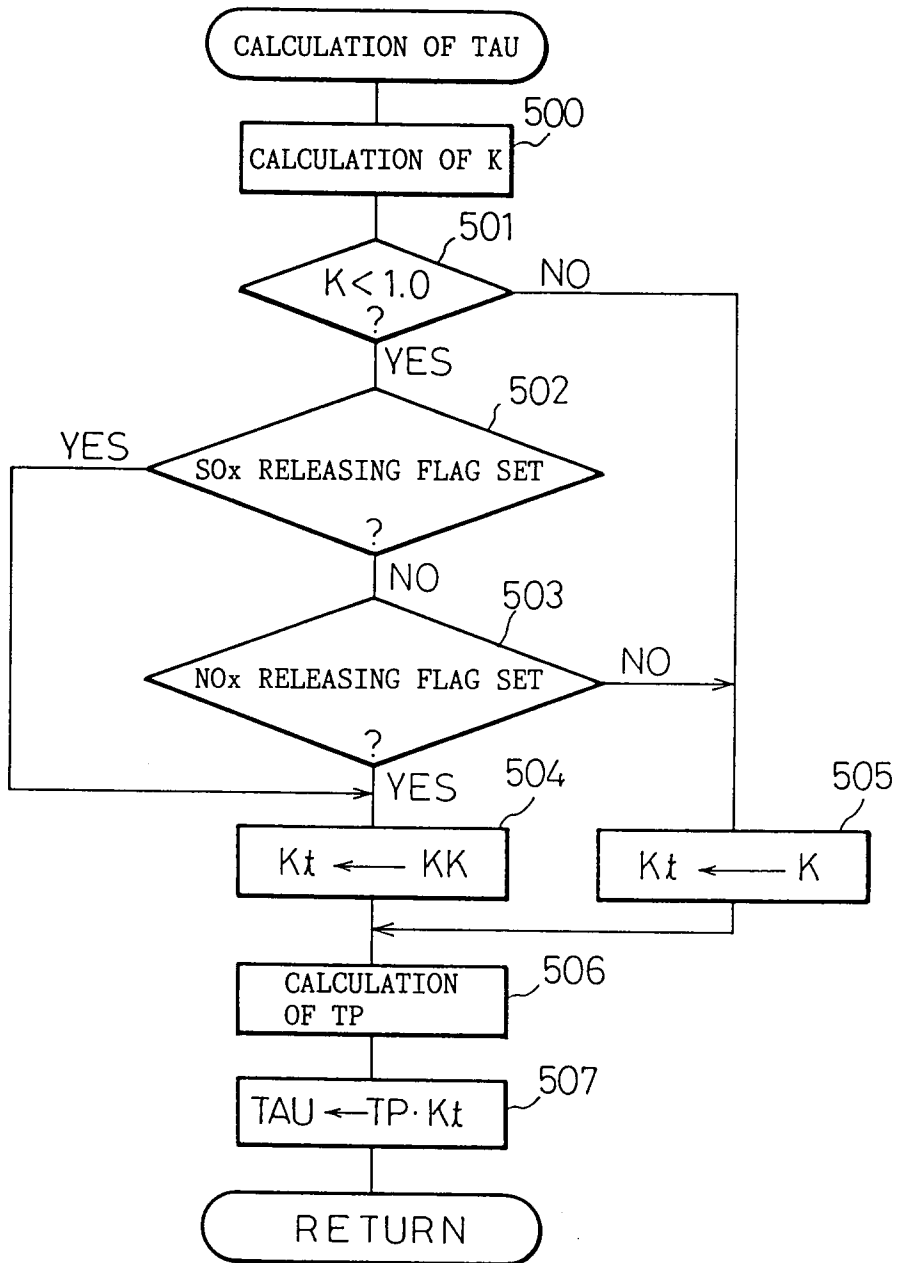 CALCULATION OF TAU
500
CALCULATION OF K
501
K < 1.0
?
NO
YES
502
YES
SOx RELEASING FLAG SET
?
NO
503
NOx RELEASING FLAG SET
?
NO
YES
504
Kt ← KK
505
Kt ← K
506
CALCULATION
OF TP
507
TAU ← TP · Kt
RETURN